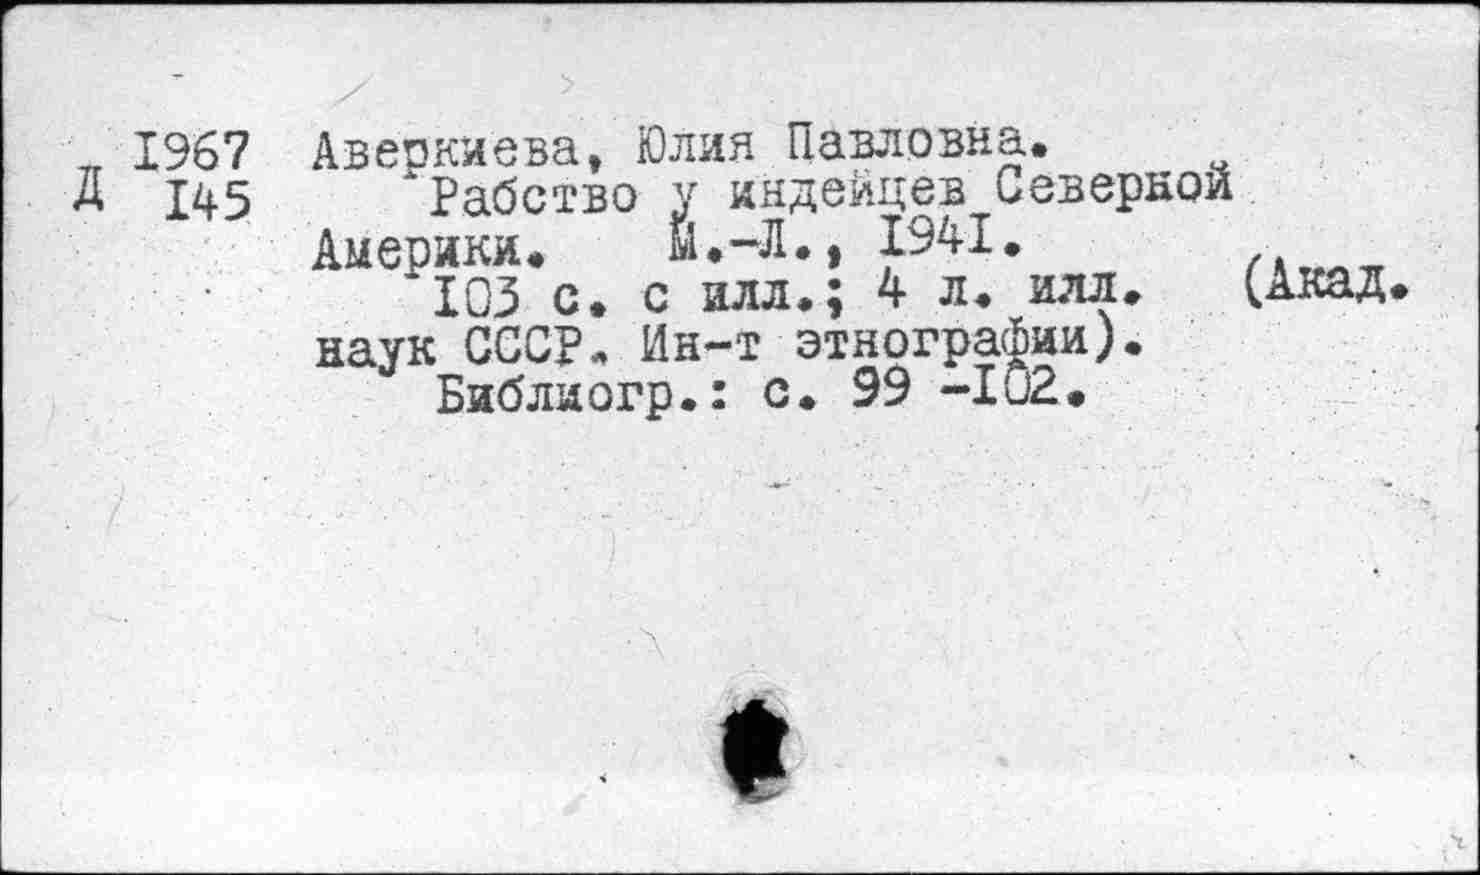 1967 Аверкиева, Юлия Павловна.
Д 145 Рабство у индейцев Северной
Америки. М.-Л., 1941.
103 с. с илл.; 4 л. илл. (Акад.
наук СССР. Ин-т этнографии).
Библиогр.: с. 99 -102.